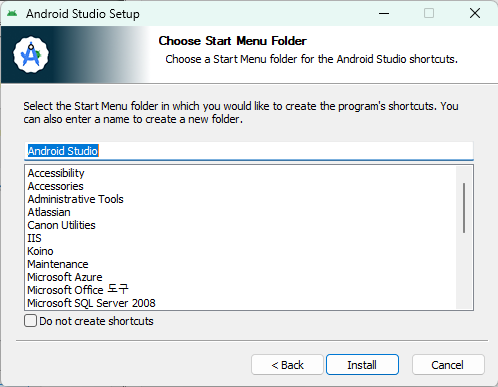 Android Studio Setup
Choose Start Menu Folder
Choose a Start Menu folder for the Android Studio shortcuts.
Select the Start Menu folder in which you would like to create the program's shortcuts. You
can also enter a name to create a new folder.
Android Studio
Accessibility
Accessories
Administrative Tools
Atlassian
Canon Utilities
IIS
Koino
Maintenance
Microsoft Azure
Microsoft Office 도구
Microsoft SQL Server 2008
Do not create shortcuts
< Back
Install
Cancel